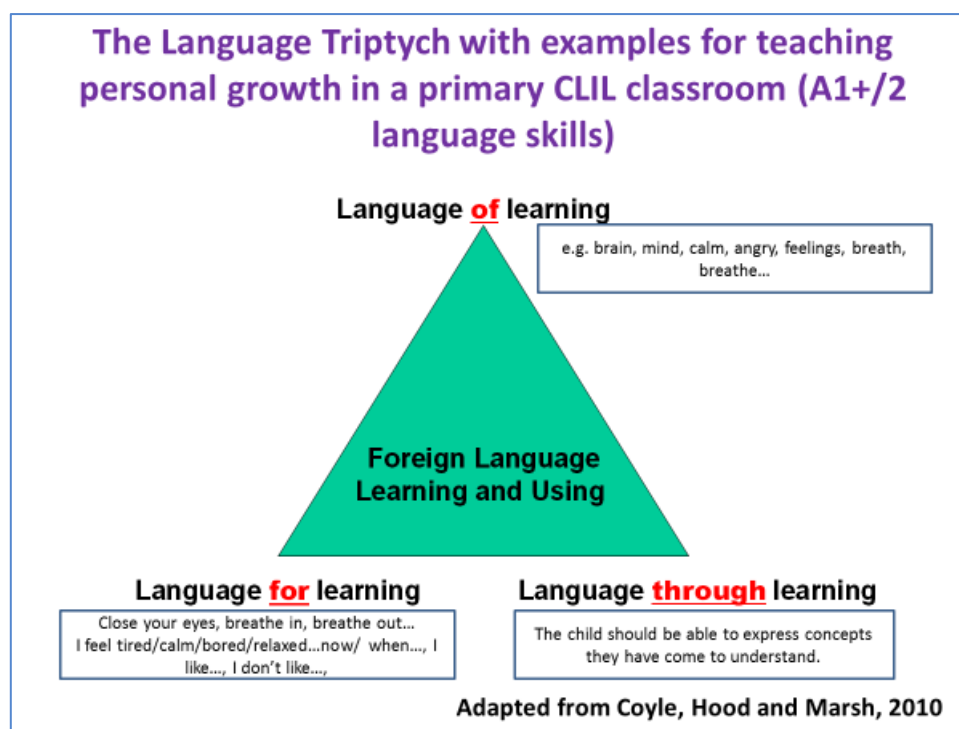 The Language Triptych with examples for teaching
personal growth in a primary CLIL classroom (A1+/2
language skills)
Language of learning
e.g. brain, mind, calm, angry, feelings, breath,
breathe...
Foreign Language
Learning and Using
Language for learning
Close your eyes, breathe in, breathe out...
I feel tired/calm/bored/relaxed...now/ when..., I
like..., I don't like...,
Language through learning
The child should be able to express concepts
they have come to understand.
Adapted from Coyle, Hood and Marsh, 2010